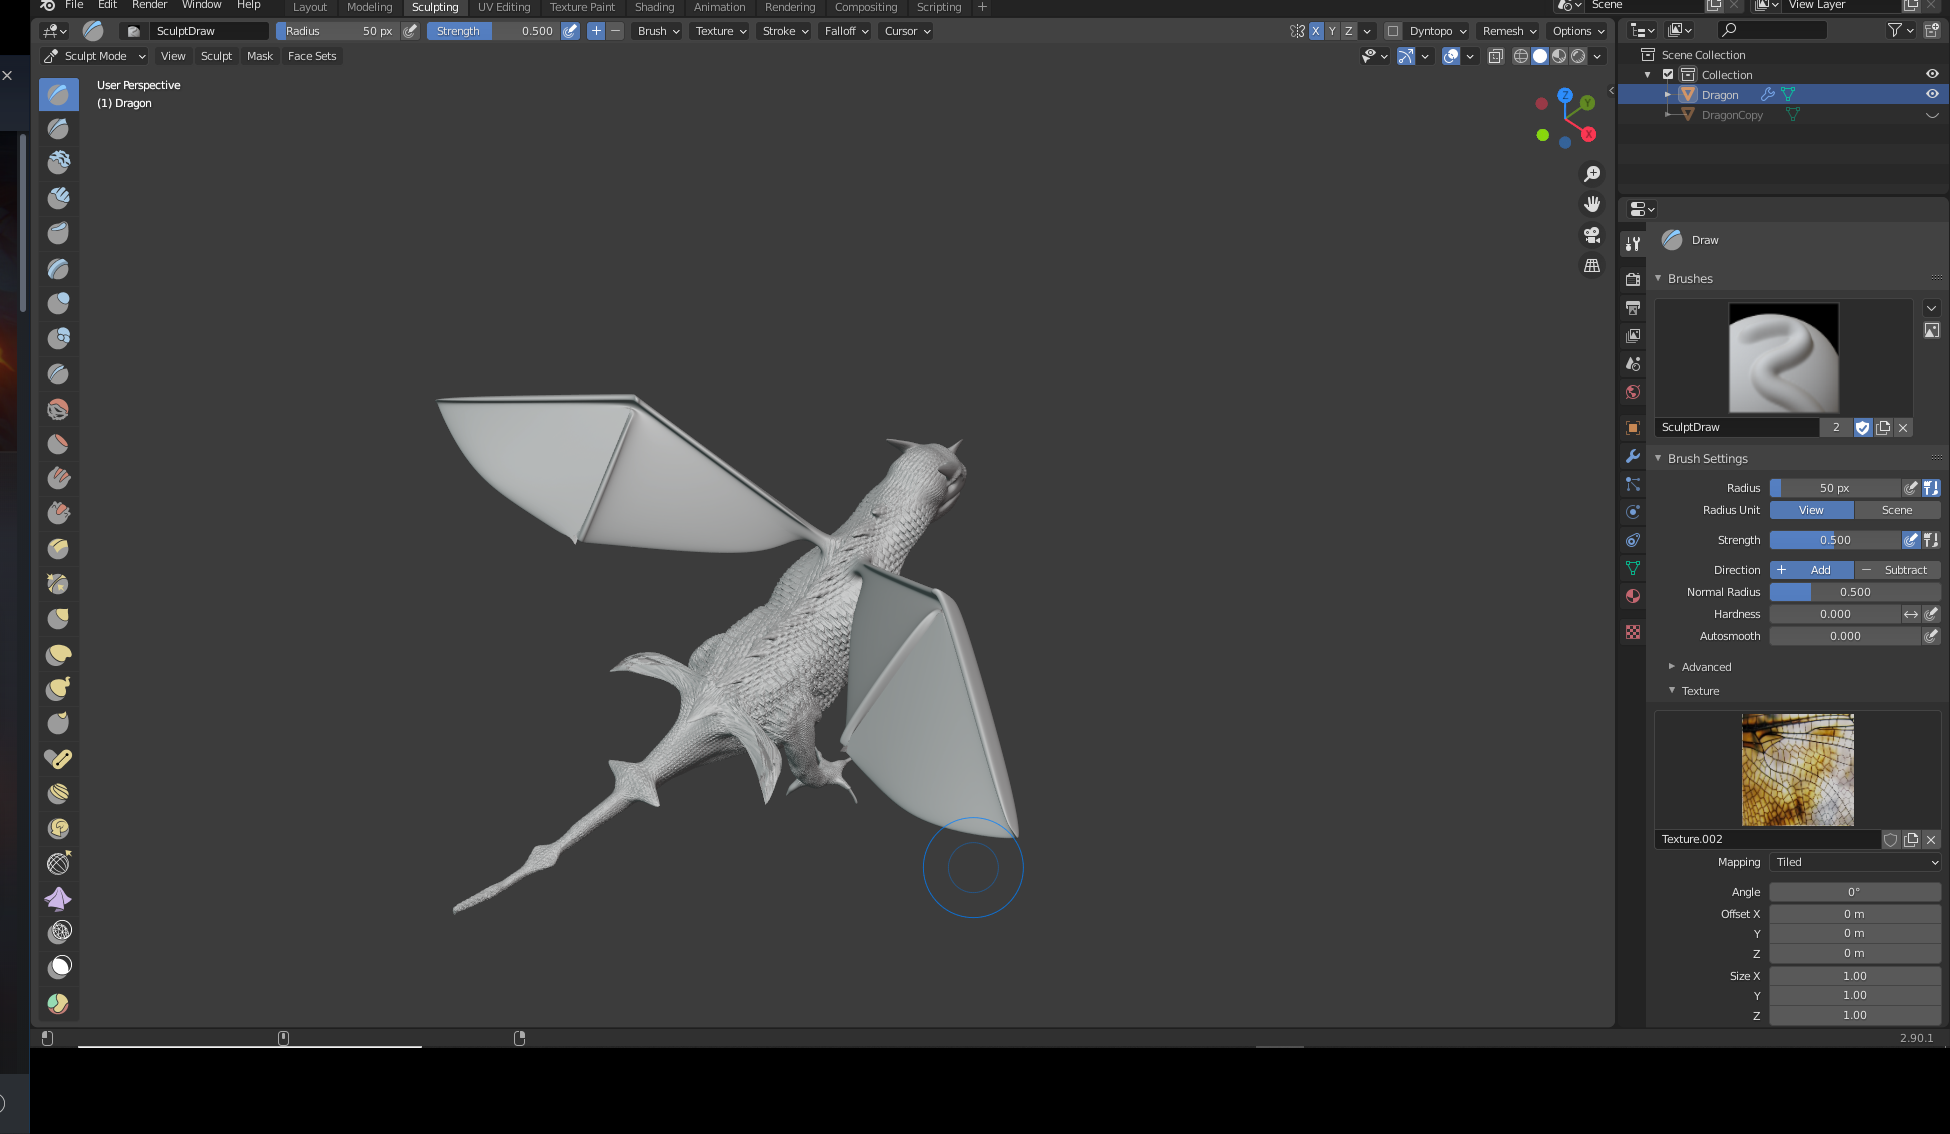 File Edit Render Window Help Layout Modeling Sculpting UV Editing Texture Paint Shading Animation Rendering Compositing Scripting + Scene View Layer
SculptDraw Radius 50 px Strength 0.500 + − Brush Texture Stroke Falloff Cursor X Y Z Dyntopo Remesh Options
Sculpt Mode View Sculpt Mask Face Sets
User Perspective
(1) Dragon
Z
Y
X
Scene Collection
Collection
Dragon
DragonCopy
Draw
Brushes
SculptDraw 2
Brush Settings
Radius 50 px
Radius Unit View Scene
Strength 0.500
Direction + Add − Subtract
Normal Radius 0.500
Hardness 0.000
Autosmooth 0.000
Advanced
Texture
Texture.002
Mapping Tiled
Angle 0°
Offset X 0 m
Y 0 m
Z 0 m
Size X 1.00
Y 1.00
Z 1.00
2.90.1